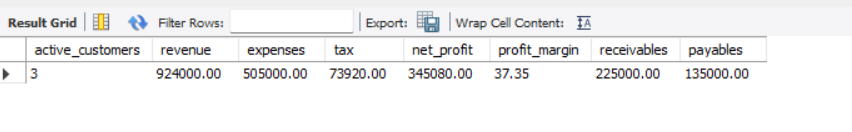 Result Grid Filter Rows: Export: Wrap Cell Content: IA
active_customers revenue expenses tax net_profit profit_margin receivables payables
3 924000.00 505000.00 73920.00 345080.00 37.35 225000.00 135000.00